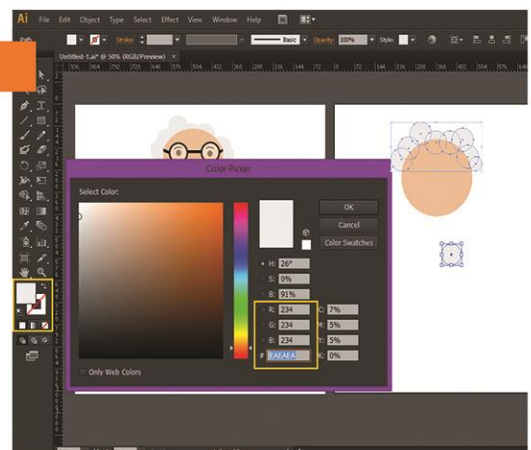 Ai File Edit Object Type Select Effect View Window Help
Path Stroke: Basic Opacity: 100% Style:
Untitled-1.ai* @ 50% (RGB/Preview) ×
Color Picker
Select Color:
OK
Cancel
Color Swatches
H: 26°
S: 0%
B: 91%
R: 234 C: 7%
G: 234 M: 5%
B: 234 Y: 5%
# EAEAEA K: 0%
Only Web Colors